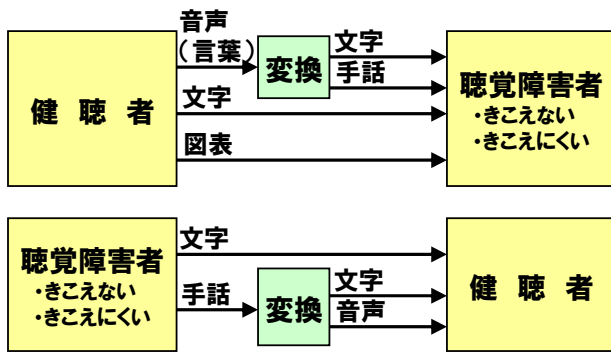 音声
(言葉)
文字
変換
手話
健 聴 者
聴覚障害者
・きこえない
・きこえにくい
文字
図表
聴覚障害者
・きこえない
・きこえにくい
文字
手話
変換
文字
音声
健 聴 者